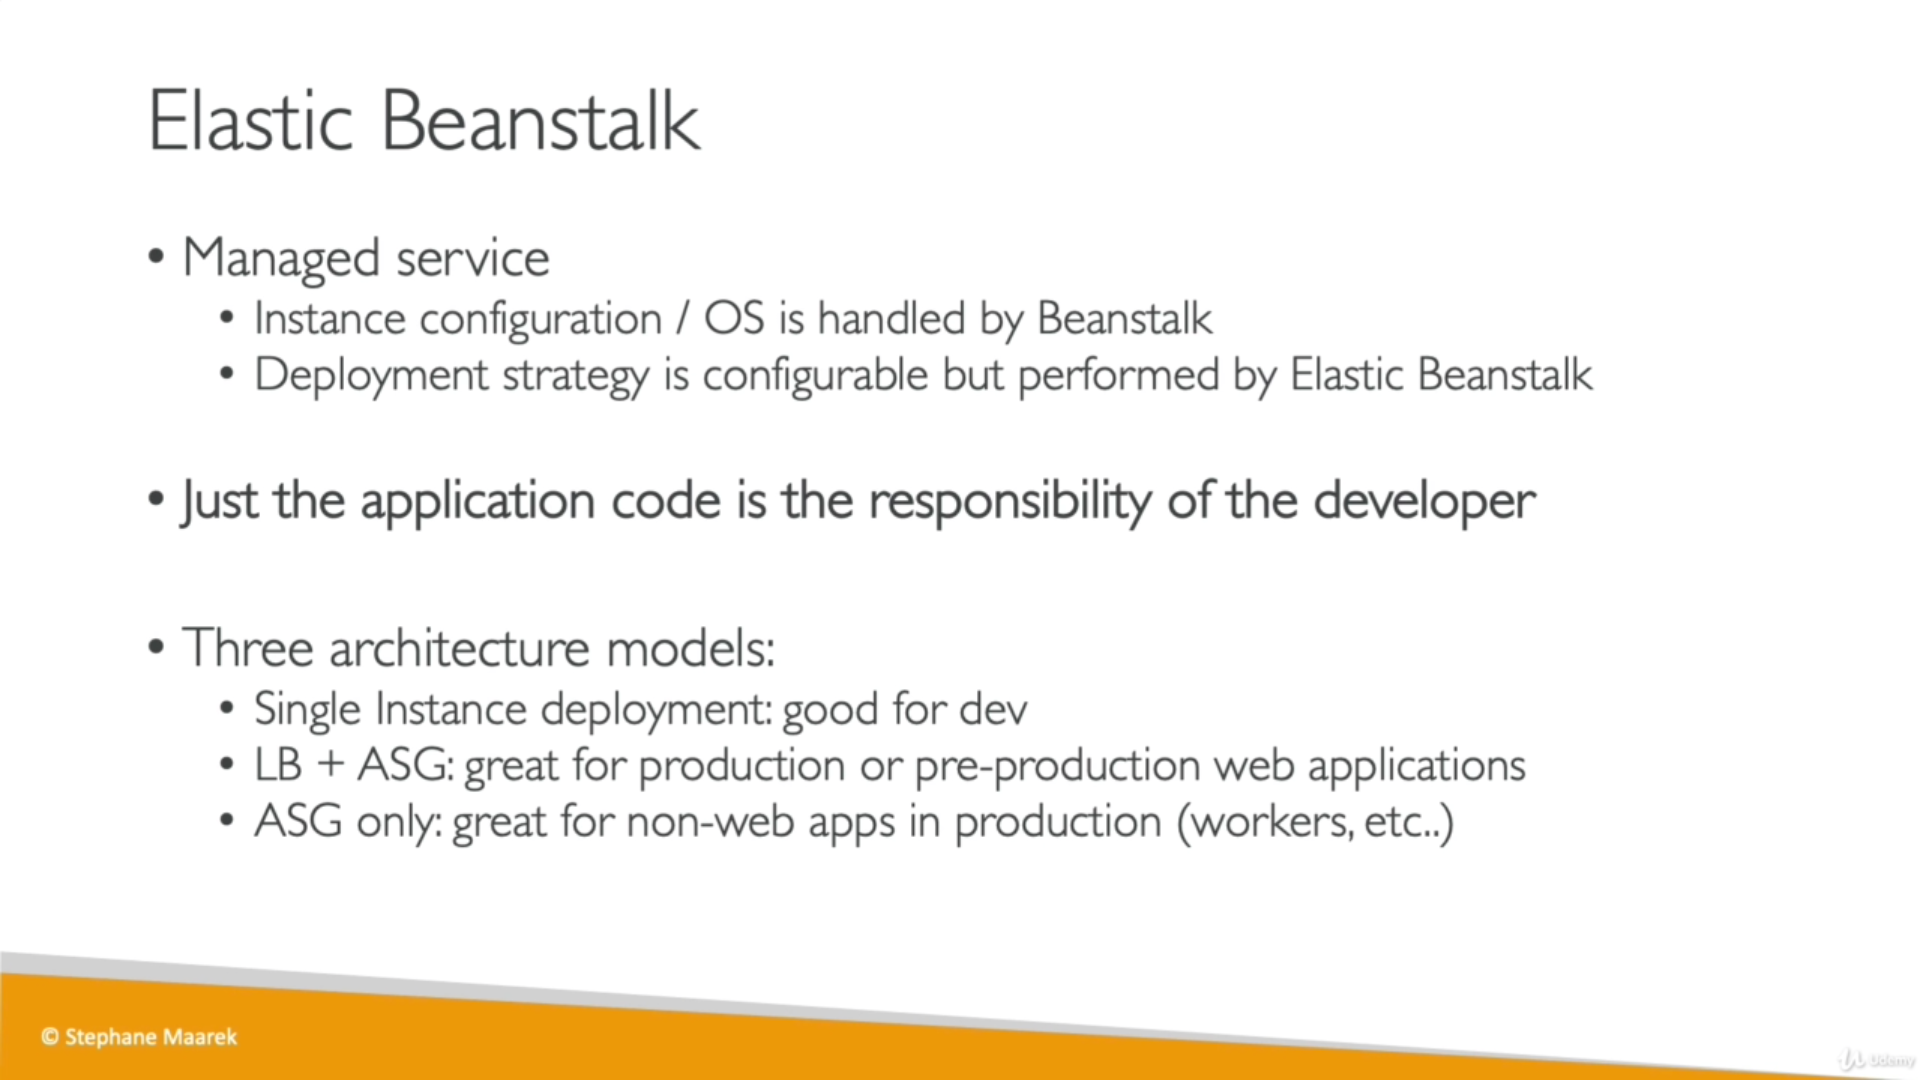 Elastic Beanstalk
• Managed service
• Instance configuration / OS is handled by Beanstalk
• Deployment strategy is configurable but performed by Elastic Beanstalk
• Just the application code is the responsibility of the developer
• Three architecture models:
• Single Instance deployment: good for dev
• LB + ASG: great for production or pre-production web applications
• ASG only: great for non-web apps in production (workers, etc..)
© Stephane Maarek
Udemy